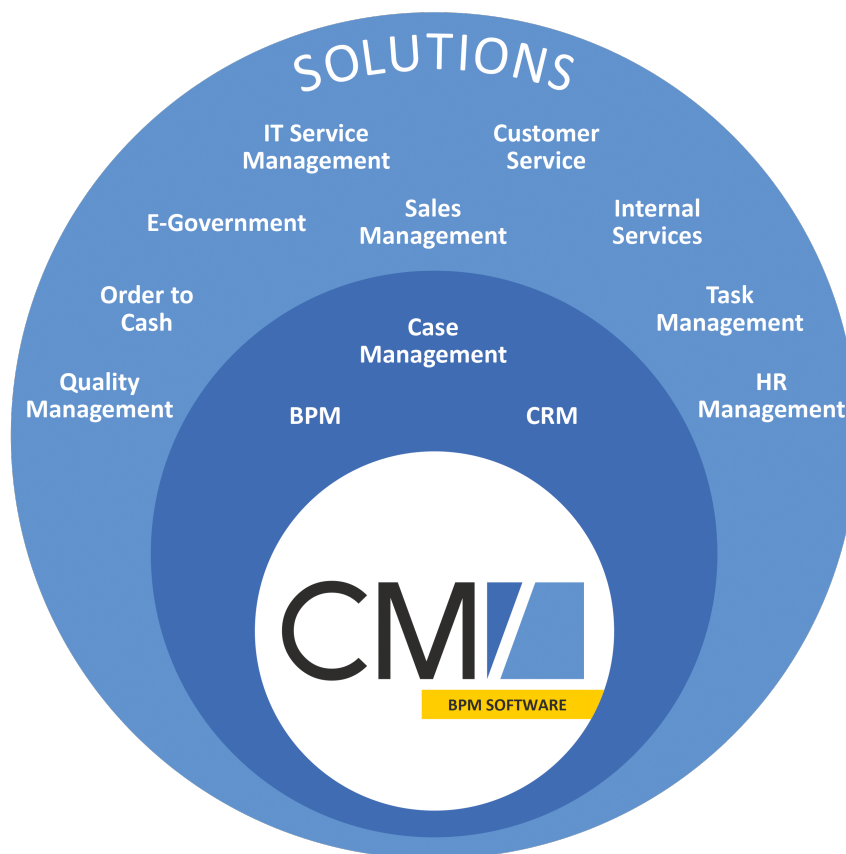 SOLUTIONS
IT Service
Management
Customer
Service
E-Government
Sales
Management
Internal
Services
Order to
Cash
Task
Management
Quality
Management
HR
Management
Case
Management
BPM
CRM
CM
BPM SOFTWARE